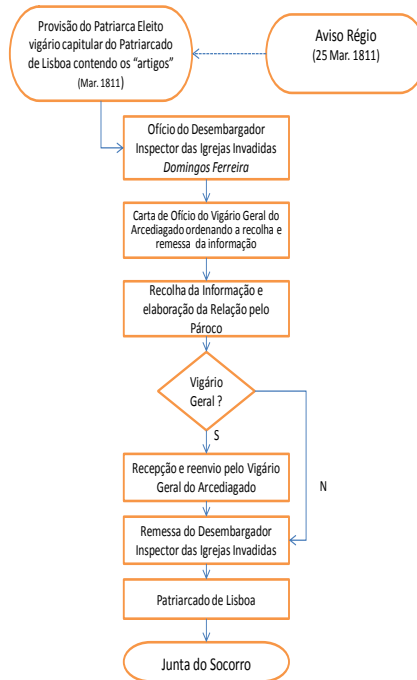 Provisão do Patriarca Eleito
vigário capitular do Patriarcado
de Lisboa contendo os “artigos”
(Mar. 1811)
Aviso Régio
(25 Mar. 1811)
Ofício do Desembargador
Inspector das Igrejas Invadidas
Domingos Ferreira
Carta de Ofício do Vigário Geral do
Arcediagado ordenando a recolha e
remessa da informação
Recolha da Informação e
elaboração da Relação pelo
Pároco
Vigário
Geral ?
S
N
Recepção e reenvio pelo Vigário
Geral do Arcediagado
Remessa do Desembargador
Inspector das Igrejas Invadidas
Patriarcado de Lisboa
Junta do Socorro